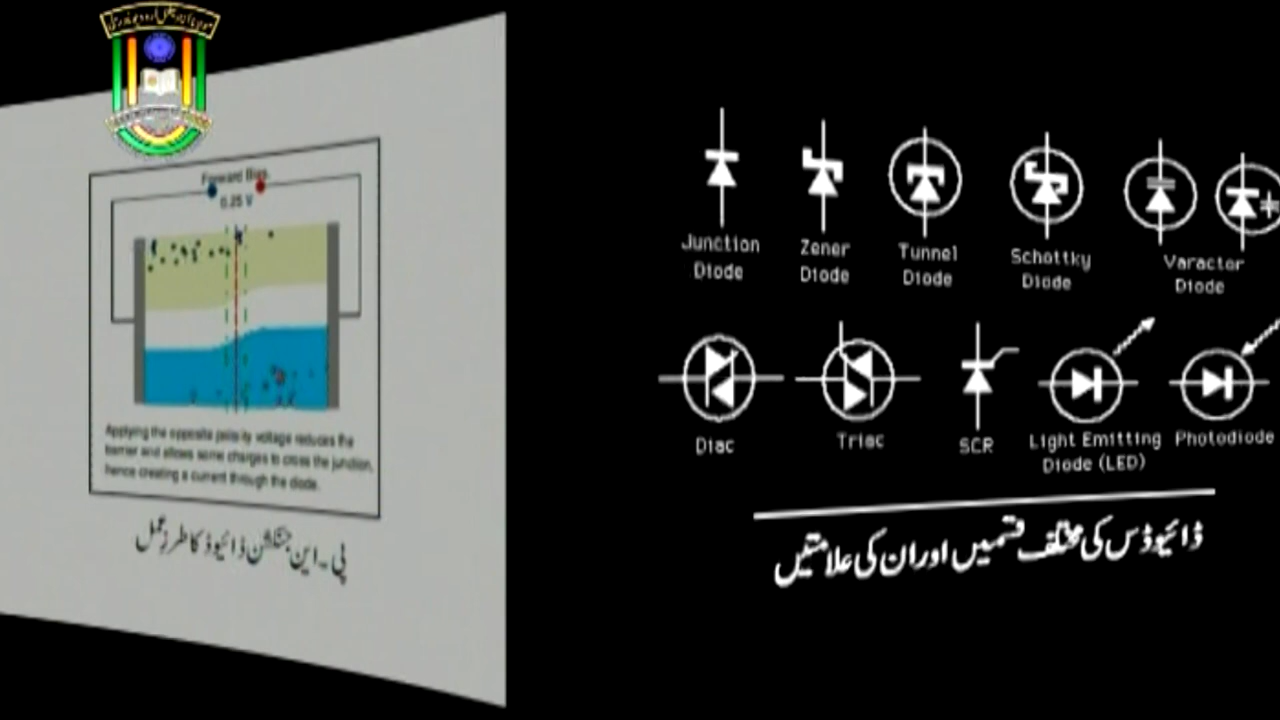 Forward Bias
0.25 V
Applying the opposite polarity voltage reduces the
barrier and allows some charges to cross the junction,
hence creating a current through the diode.
پی۔این جنکشن ڈائیوڈ کا طرزِ عمل
Junction
Diode
Zener
Diode
Tunnel
Diode
Schottky
Diode
Varactor
Diode
Diac
Triac
SCR
Light Emitting
Diode (LED)
Photodiode
ڈائیوڈس کی مختلف قسمیں اور ان کی علامتیں